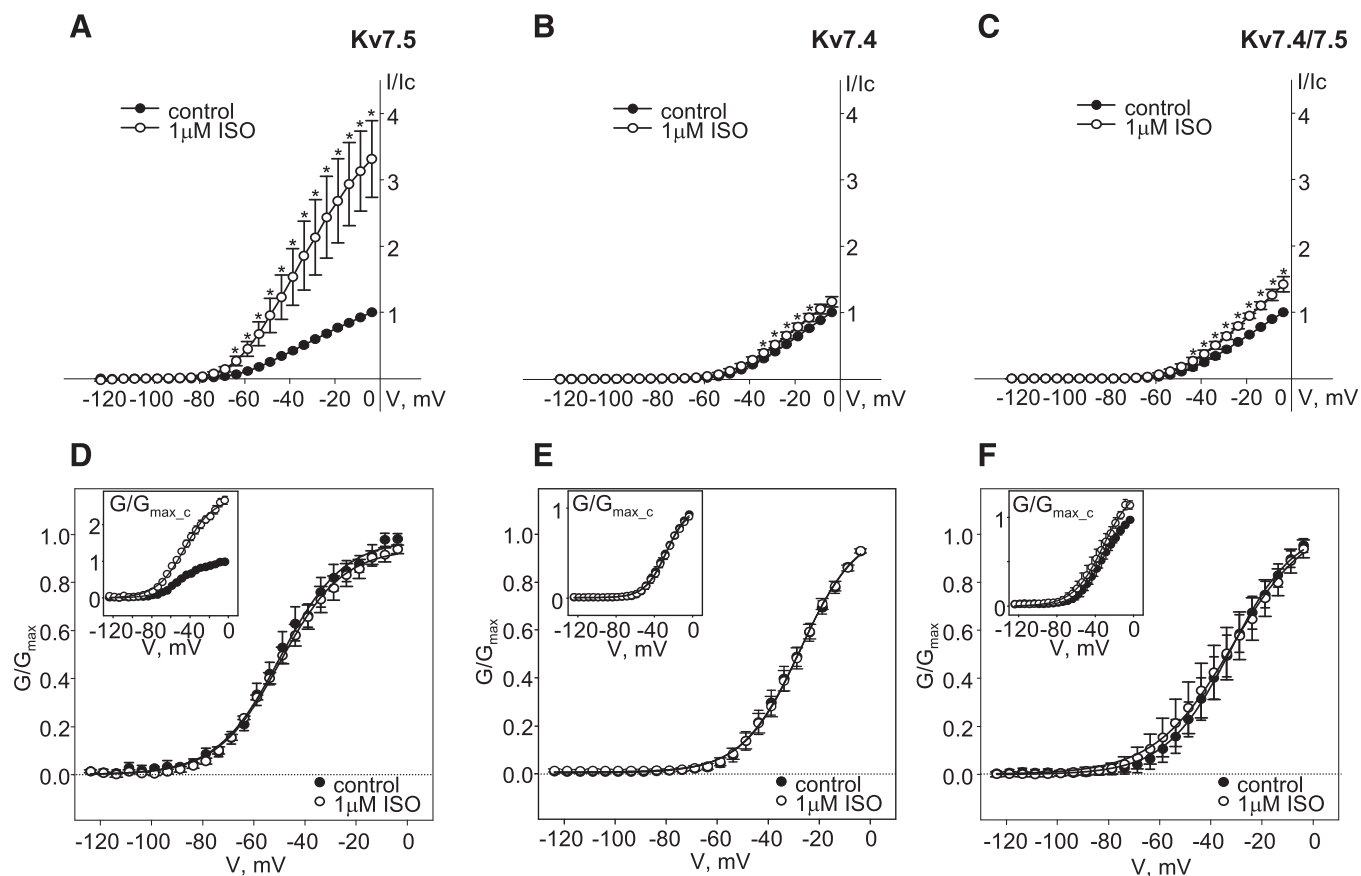 A
Kv7.5
I/Ic
control
1μM ISO
4
3
2
1
* * * * * * * * * * * * *
-120 -100 -80 -60 -40 -20 0 V, mV
B
Kv7.4
I/Ic
control
1μM ISO
4
3
2
1
* * * * *
-120 -100 -80 -60 -40 -20 0 V, mV
C
Kv7.4/7.5
I/Ic
control
1μM ISO
4
3
2
1
* * * * * * * * *
-120 -100 -80 -60 -40 -20 0 V, mV
D
G/Gmax_c
2
1
0
-120 -80 -40 0
V, mV
G/Gmax
1.0
0.8
0.6
0.4
0.2
0.0
control
1μM ISO
-120 -100 -80 -60 -40 -20 0
V, mV
E
G/Gmax_c
1
0
-120 -80 -40 0
V, mV
G/Gmax
1.0
0.8
0.6
0.4
0.2
0.0
control
1μM ISO
-120 -100 -80 -60 -40 -20 0
V, mV
F
G/Gmax_c
1
0
-120 -80 -40 0
V, mV
G/Gmax
1.0
0.8
0.6
0.4
0.2
0.0
control
1μM ISO
-120 -100 -80 -60 -40 -20 0
V, mV